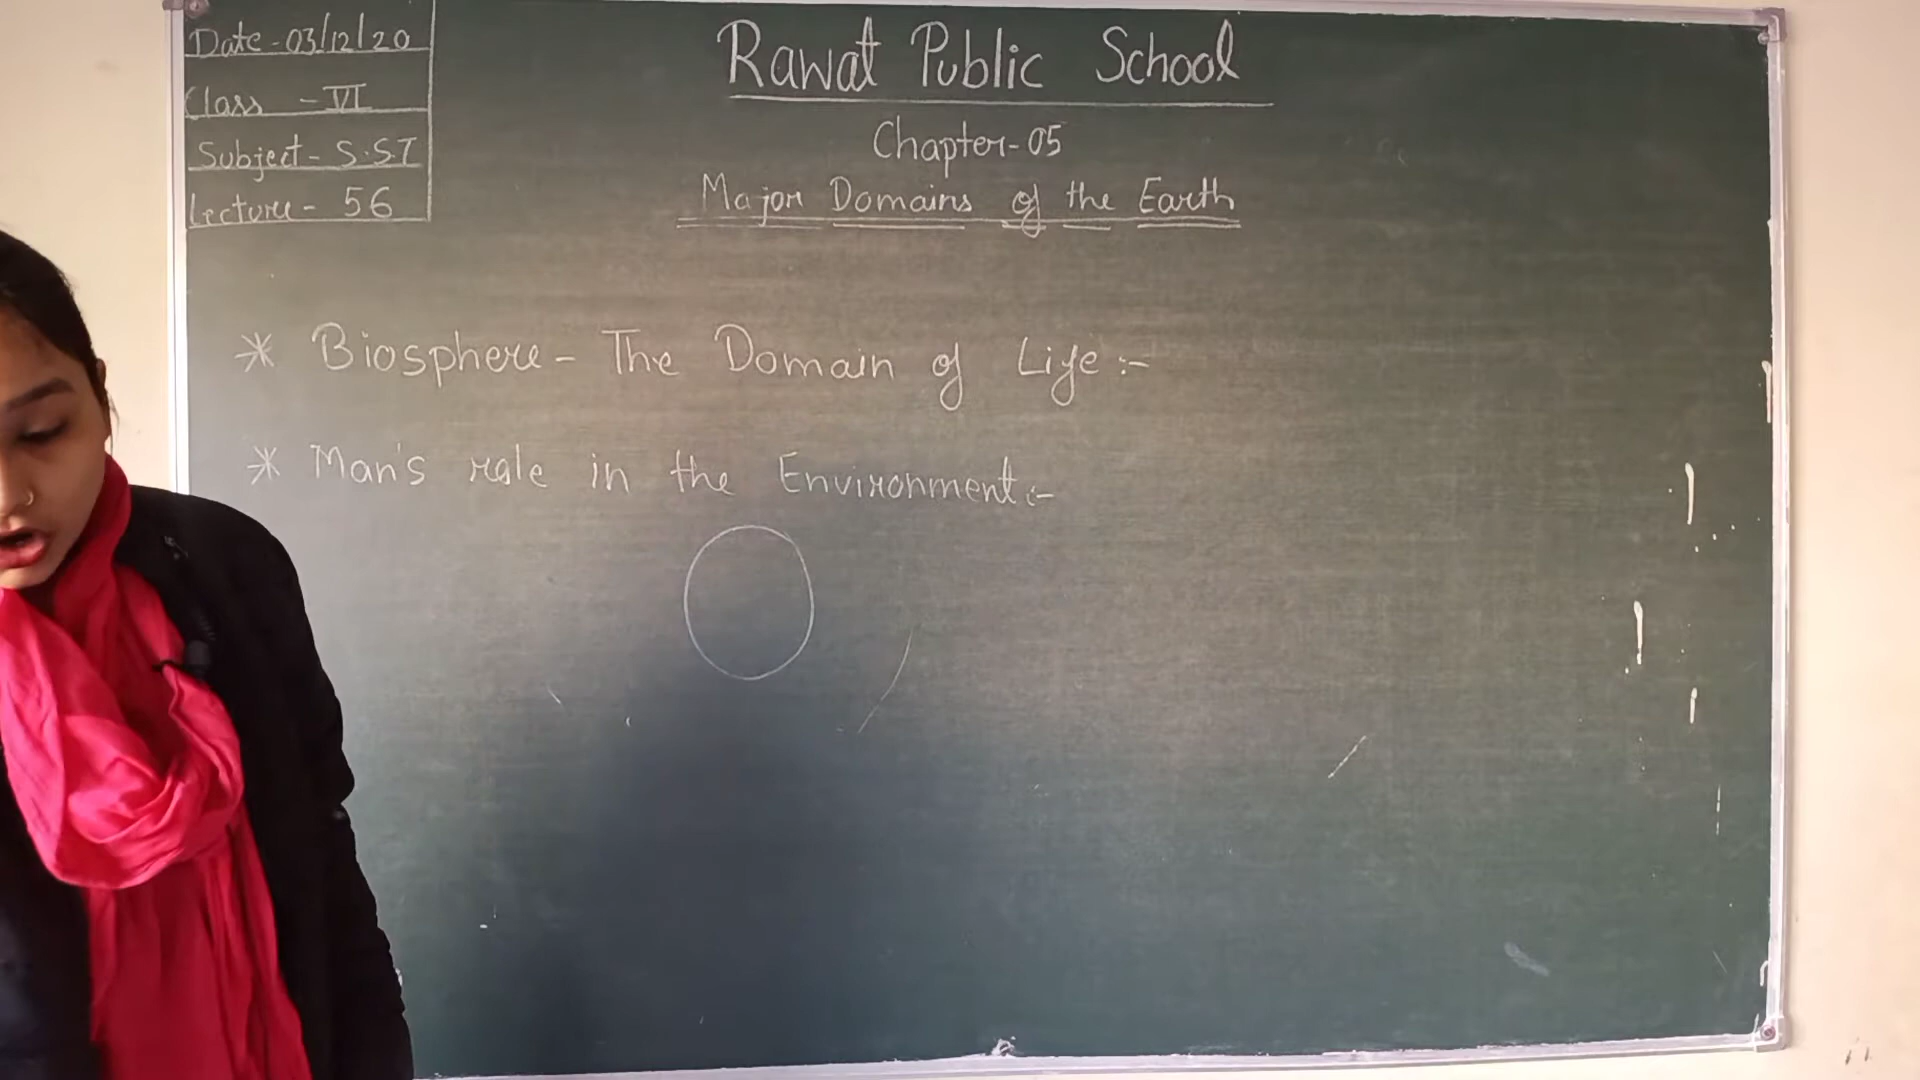 Date - 03/12/20
Class - VI
Subject - S.ST
Lecture - 56
Rawat Public School
Chapter-05
Major Domains of the Earth
* Biosphere - The Domain of Life :-
* Man's role in the Environment :-